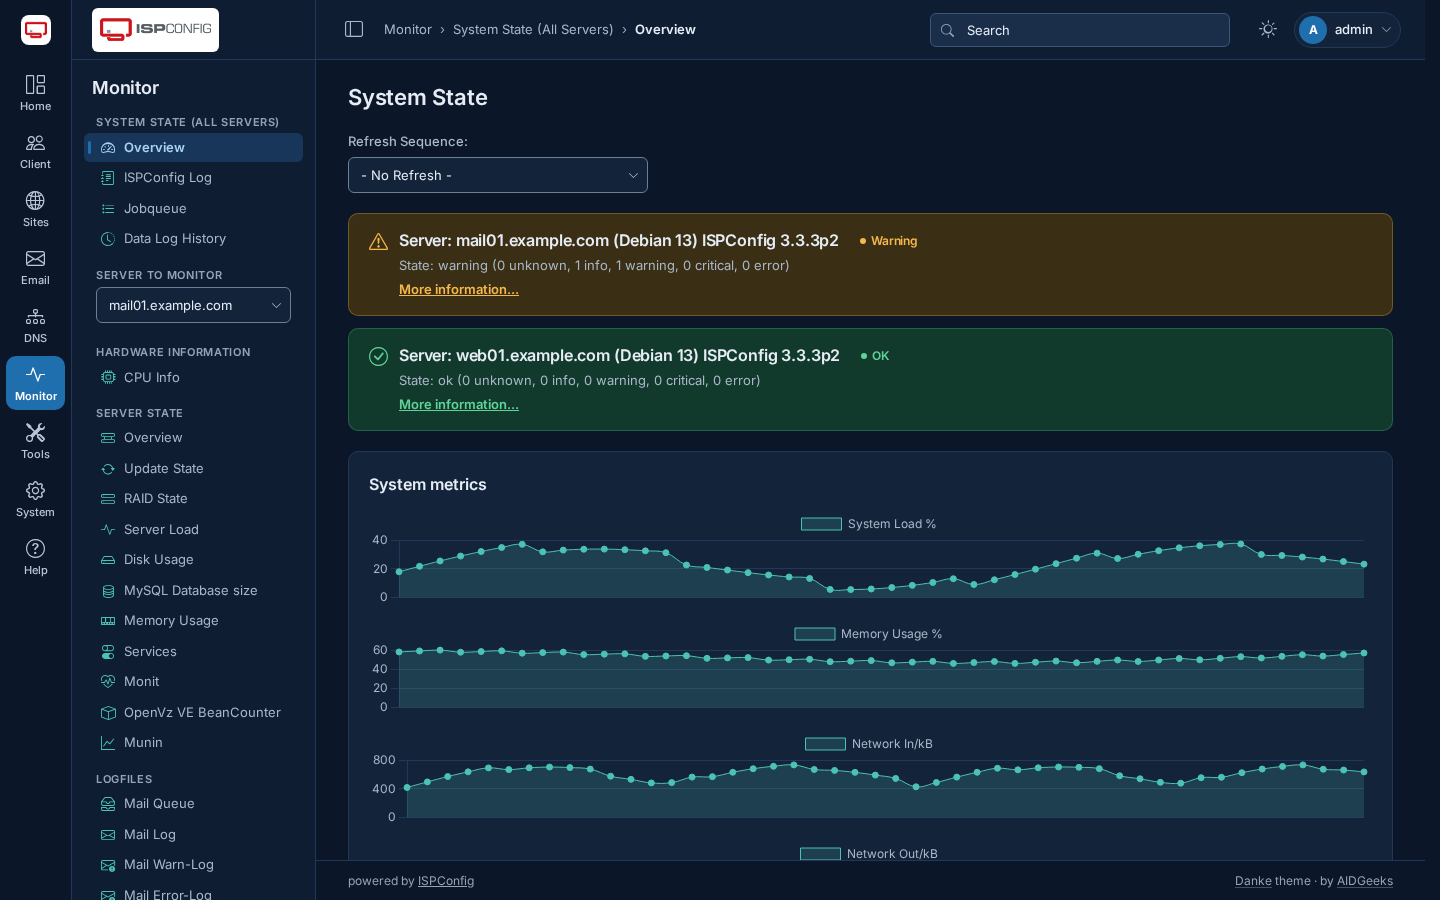 ISPCONFIG
Monitor › System State (All Servers) › Overview
Search
A admin
Home
Client
Sites
Email
DNS
Monitor
Tools
System
Help
Monitor
SYSTEM STATE (ALL SERVERS)
Overview
ISPConfig Log
Jobqueue
Data Log History
SERVER TO MONITOR
mail01.example.com
HARDWARE INFORMATION
CPU Info
SERVER STATE
Overview
Update State
RAID State
Server Load
Disk Usage
MySQL Database size
Memory Usage
Services
Monit
OpenVz VE BeanCounter
Munin
LOGFILES
Mail Queue
Mail Log
Mail Warn-Log
Mail Error-Log
System State
Refresh Sequence:
- No Refresh -
Server: mail01.example.com (Debian 13) ISPConfig 3.3.3p2 Warning
State: warning (0 unknown, 1 info, 1 warning, 0 critical, 0 error)
More information...
Server: web01.example.com (Debian 13) ISPConfig 3.3.3p2 OK
State: ok (0 unknown, 0 info, 0 warning, 0 critical, 0 error)
More information...
System metrics
System Load %
40
20
0
Memory Usage %
60
40
20
0
Network In/kB
800
400
0
Network Out/kB
powered by ISPConfig
Danke theme · by AIDGeeks